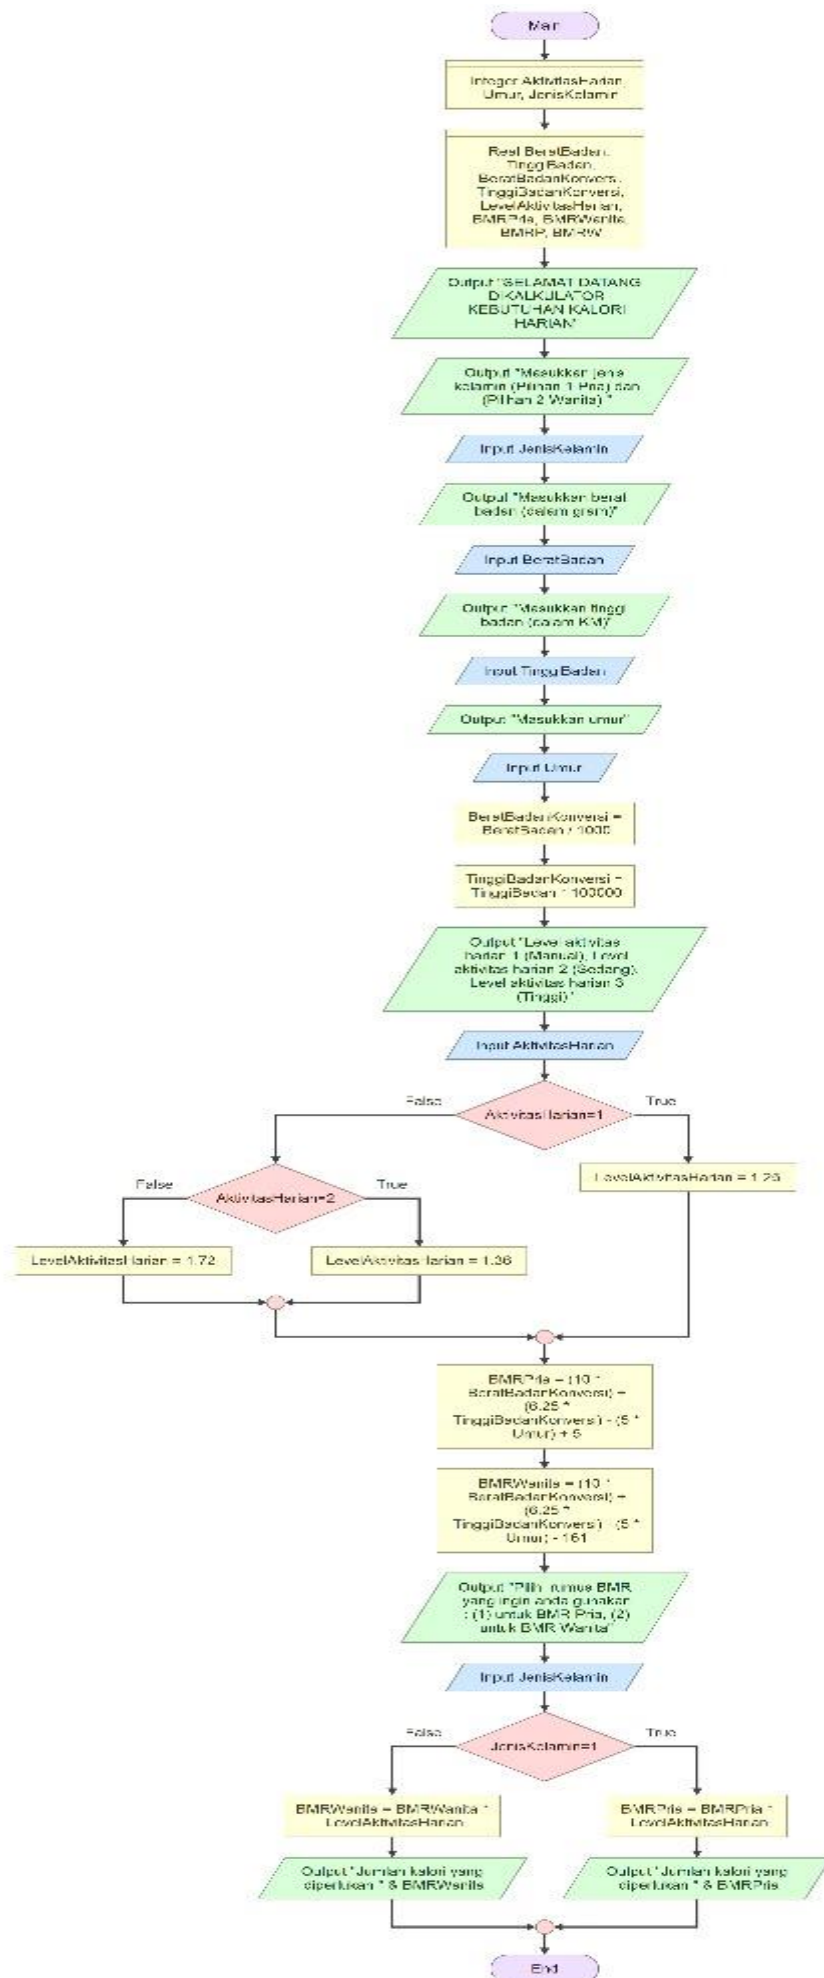 Main
Integer AktivitasHarian,
Umur, JenisKelamin
Real BeratBadan,
TinggiBadan,
BeratBadanKonversi,
TinggiBadanKonversi,
LevelAktivitasHarian,
BMRPria, BMRWanita,
BMRP, BMRW
Output "SELAMAT DATANG
DIKALKULATOR
KEBUTUHAN KALORI
HARIAN"
Output "Masukkan jenis
kelamin (Pilihan 1 Pria) dan
(Pilihan 2 Wanita) "
Input JenisKelamin
Output "Masukkan berat
badan (dalam gram)"
Input BeratBadan
Output "Masukkan tinggi
badan (dalam KM)"
Input TinggiBadan
Output "Masukkan umur"
Input Umur
BeratBadanKonversi =
BeratBadan / 1000
TinggiBadanKonversi =
TinggiBadan * 100000
Output "Level aktivitas
harian 1 (Manual), Level
aktivitas harian 2 (Sedang),
Level aktivitas harian 3
(Tinggi)"
Input AktivitasHarian
False
AktivitasHarian=1
True
LevelAktivitasHarian = 1.25
False
AktivitasHarian=2
True
LevelAktivitasHarian = 1.72
LevelAktivitasHarian = 1.36
BMRPria = (10 *
BeratBadanKonversi) +
(6.25 *
TinggiBadanKonversi) - (5 *
Umur) + 5
BMRWanita = (10 *
BeratBadanKonversi) +
(6.25 *
TinggiBadanKonversi) - (5 *
Umur) - 161
Output "Pilih rumus BMR
yang ingin anda gunakan
: (1) untuk BMR Pria, (2)
untuk BMR Wanita"
Input JenisKelamin
False
JenisKelamin=1
True
BMRWanita = BMRWanita *
LevelAktivitasHarian
BMRPria = BMRPria *
LevelAktivitasHarian
Output "Jumlah kalori yang
diperlukan " & BMRWanita
Output "Jumlah kalori yang
diperlukan " & BMRPria
End